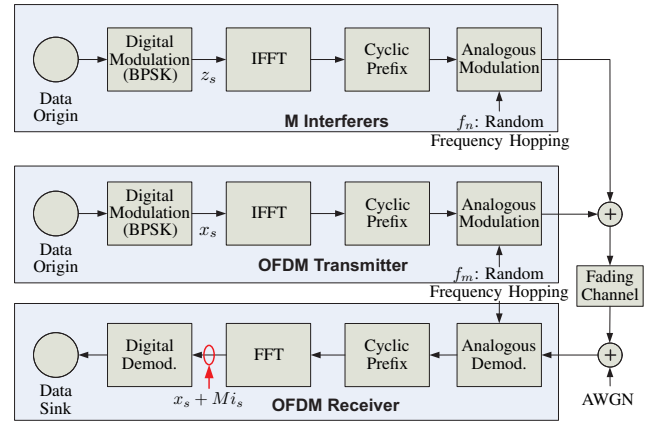 Data
Origin
Digital
Modulation
(BPSK)
z_s
IFFT
Cyclic
Prefix
Analogous
Modulation
M Interferers
f_n: Random
Frequency Hopping
Data
Origin
Digital
Modulation
(BPSK)
x_s
IFFT
Cyclic
Prefix
Analogous
Modulation
+
OFDM Transmitter
f_m: Random
Frequency Hopping
Fading
Channel
Data
Sink
Digital
Demod.
FFT
Cyclic
Prefix
Analogous
Demod.
+
x_s + Mi_s
OFDM Receiver
AWGN